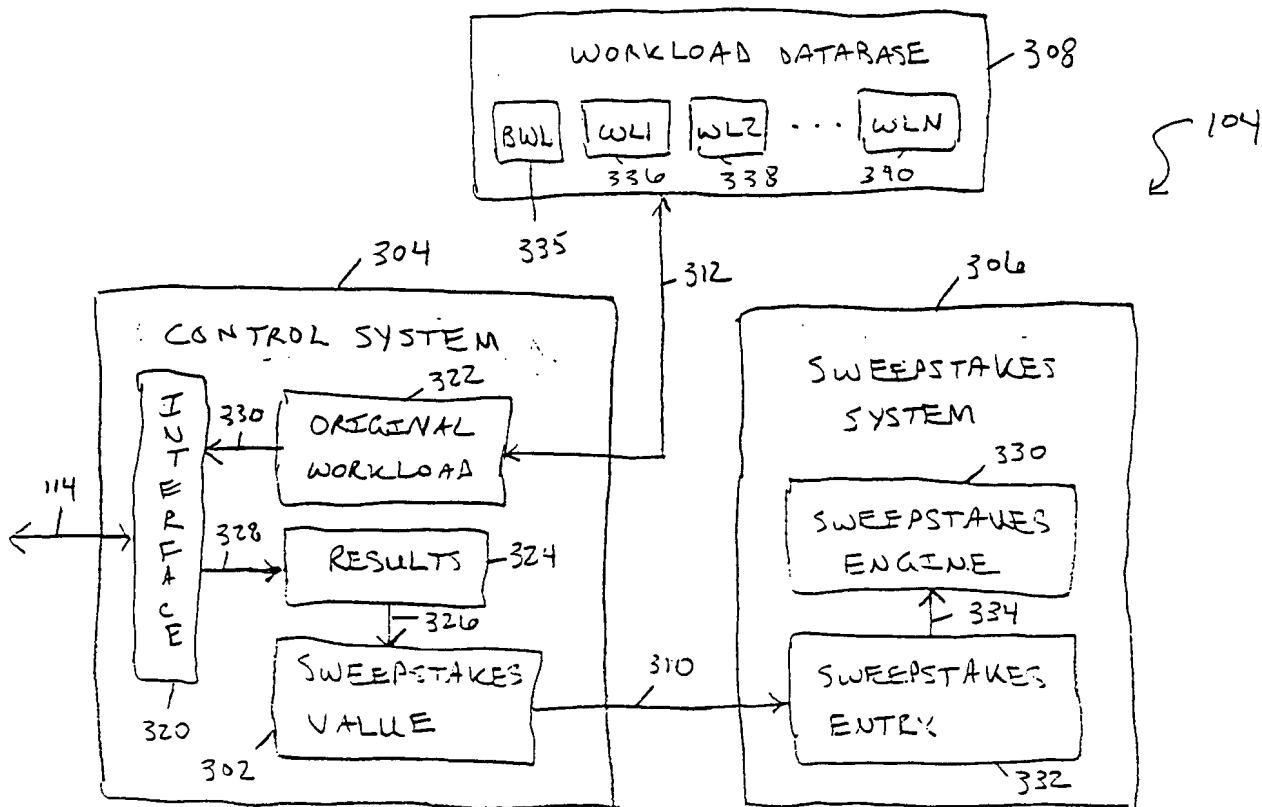 WORKLOAD DATABASE
308
BWL
WL1
WL2
...
WLN
336
338
390
335
104
312
304
CONTROL SYSTEM
INTERFACE
330
322
ORIGINAL
WORKLOAD
114
328
RESULTS
324
326
SWEEPSTAKES
VALUE
320
302
310
306
SWEEPSTAKES
SYSTEM
330
SWEEPSTAKES
ENGINE
334
SWEEPSTAKES
ENTRY
332